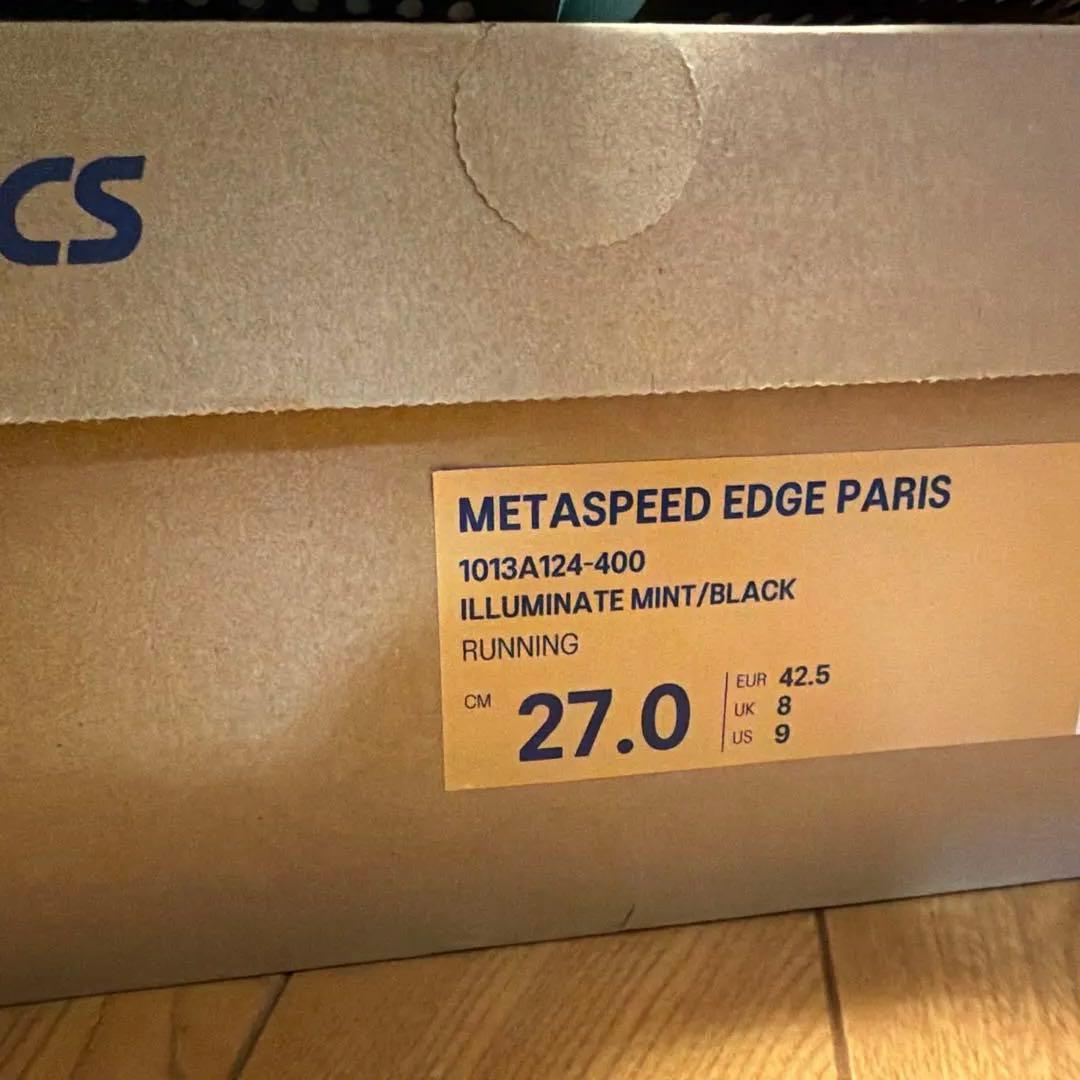 CS
METASPEED EDGE PARIS
1013A124-400
ILLUMINATE MINT/BLACK
RUNNING
CM 27.0
EUR 42.5
UK 8
US 9